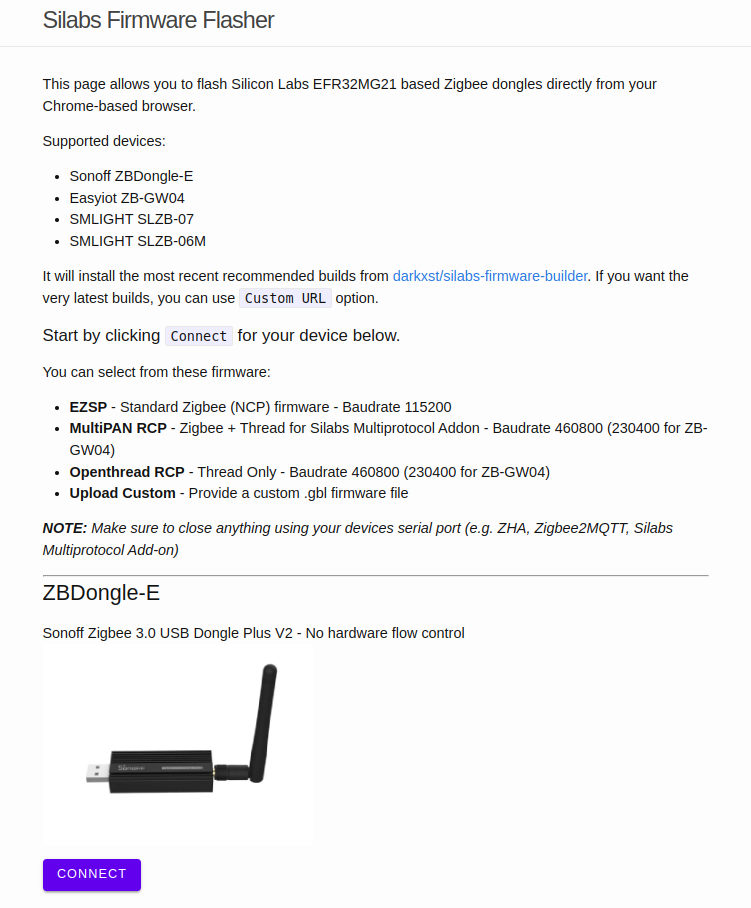 Silabs Firmware Flasher
This page allows you to flash Silicon Labs EFR32MG21 based Zigbee dongles directly from your
Chrome-based browser.
Supported devices:
• Sonoff ZBDongle-E
• Easyiot ZB-GW04
• SMLIGHT SLZB-07
• SMLIGHT SLZB-06M
It will install the most recent recommended builds from darkxst/silabs-firmware-builder. If you want the
very latest builds, you can use Custom URL option.
Start by clicking Connect for your device below.
You can select from these firmware:
• EZSP - Standard Zigbee (NCP) firmware - Baudrate 115200
• MultiPAN RCP - Zigbee + Thread for Silabs Multiprotocol Addon - Baudrate 460800 (230400 for ZB-
GW04)
• Openthread RCP - Thread Only - Baudrate 460800 (230400 for ZB-GW04)
• Upload Custom - Provide a custom .gbl firmware file
NOTE: Make sure to close anything using your devices serial port (e.g. ZHA, Zigbee2MQTT, Silabs
Multiprotocol Add-on)
ZBDongle-E
Sonoff Zigbee 3.0 USB Dongle Plus V2 - No hardware flow control
SONOFF
CONNECT